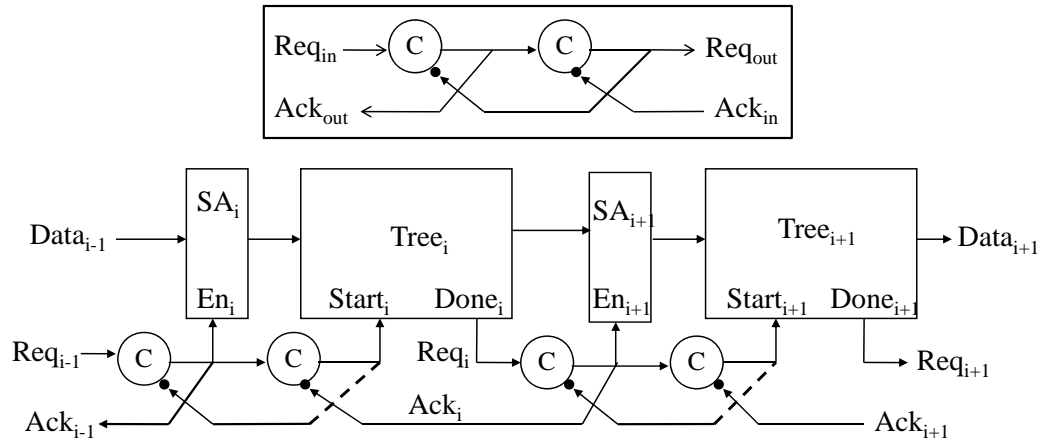 Req_in C C Req_out
Ack_out Ack_in
SA_i SA_i+1
Data_i-1 Tree_i Tree_i+1 Data_i+1
En_i Start_i Done_i En_i+1 Start_i+1 Done_i+1
Req_i-1 C C Req_i C C Req_i+1
Ack_i-1 Ack_i Ack_i+1